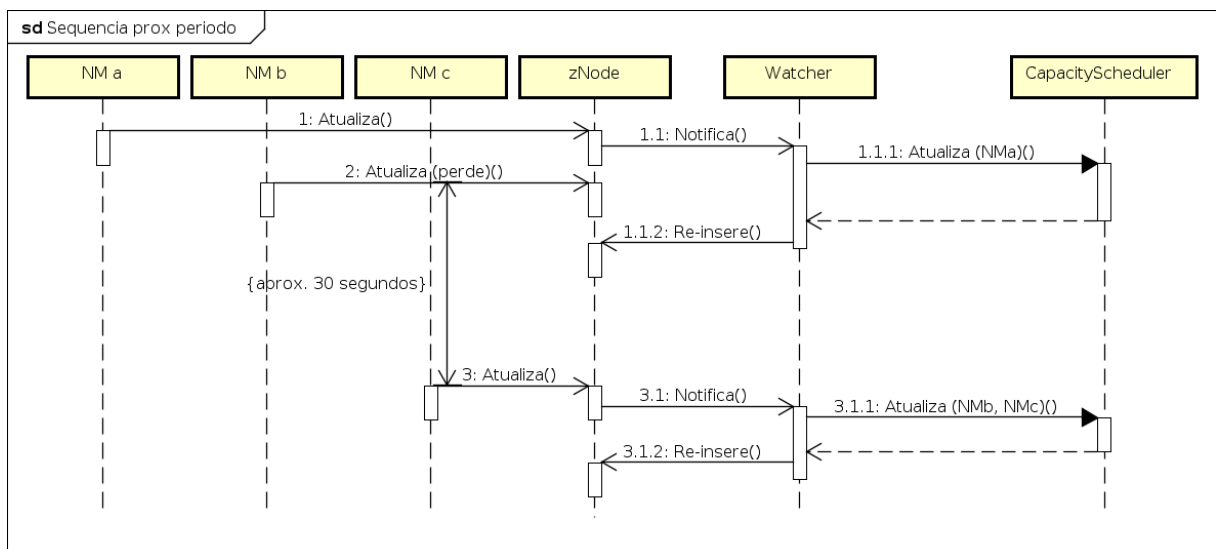 sd Sequencia prox periodo
NM a
NM b
NM c
zNode
Watcher
CapacityScheduler
1: Atualiza()
1.1: Notifica()
1.1.1: Atualiza (NMa)()
2: Atualiza (perde)()
1.1.2: Re-insere()
{aprox. 30 segundos}
3: Atualiza()
3.1: Notifica()
3.1.1: Atualiza (NMb, NMc)()
3.1.2: Re-insere()